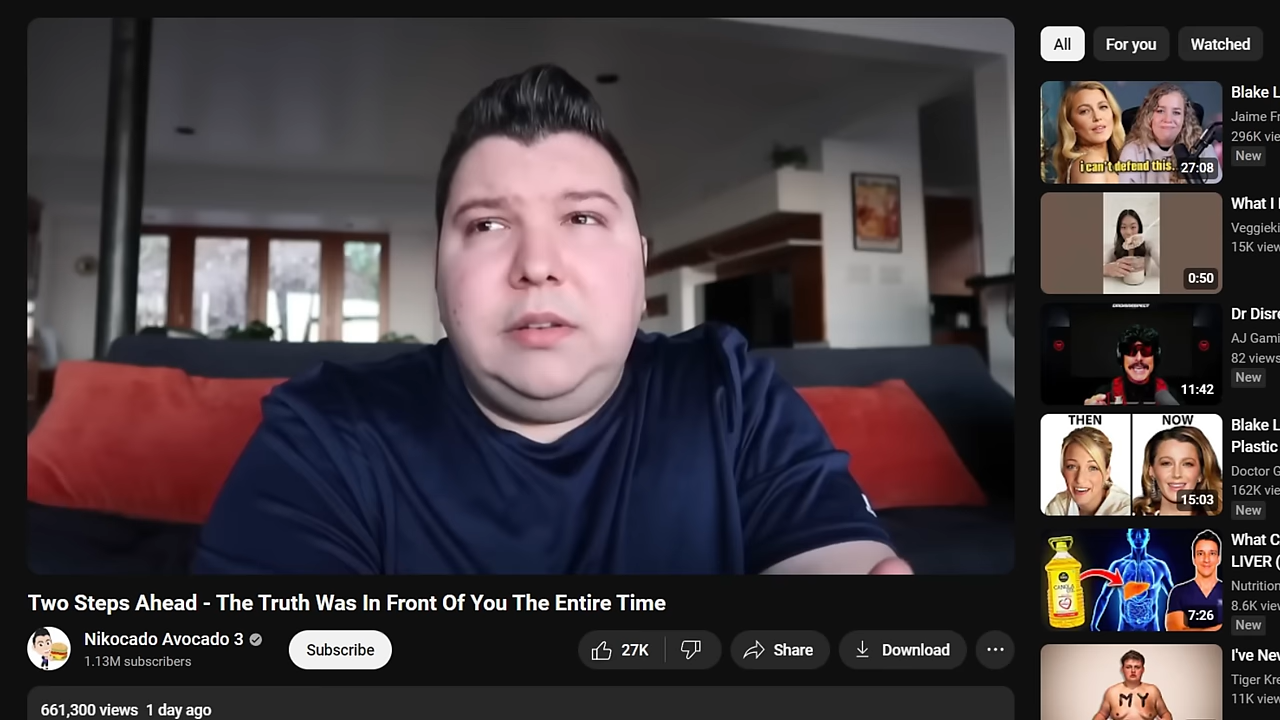 All
For you
Watched
i can't defend this.
27:08
Blake L
Jaime Fr
296K vie
New
0:50
What I
Veggieki
15K view
11:42
Dr Disre
AJ Gami
82 views
New
THEN
NOW
15:03
Blake L
Plastic
Doctor G
162K vie
New
7:26
What C
LIVER (
Nutrition
8.6K view
New
MY
I've Nev
Tiger Kre
11K view
Two Steps Ahead - The Truth Was In Front Of You The Entire Time
Nikocado Avocado 3
1.13M subscribers
Subscribe
27K
Share
Download
661,300 views 1 day ago